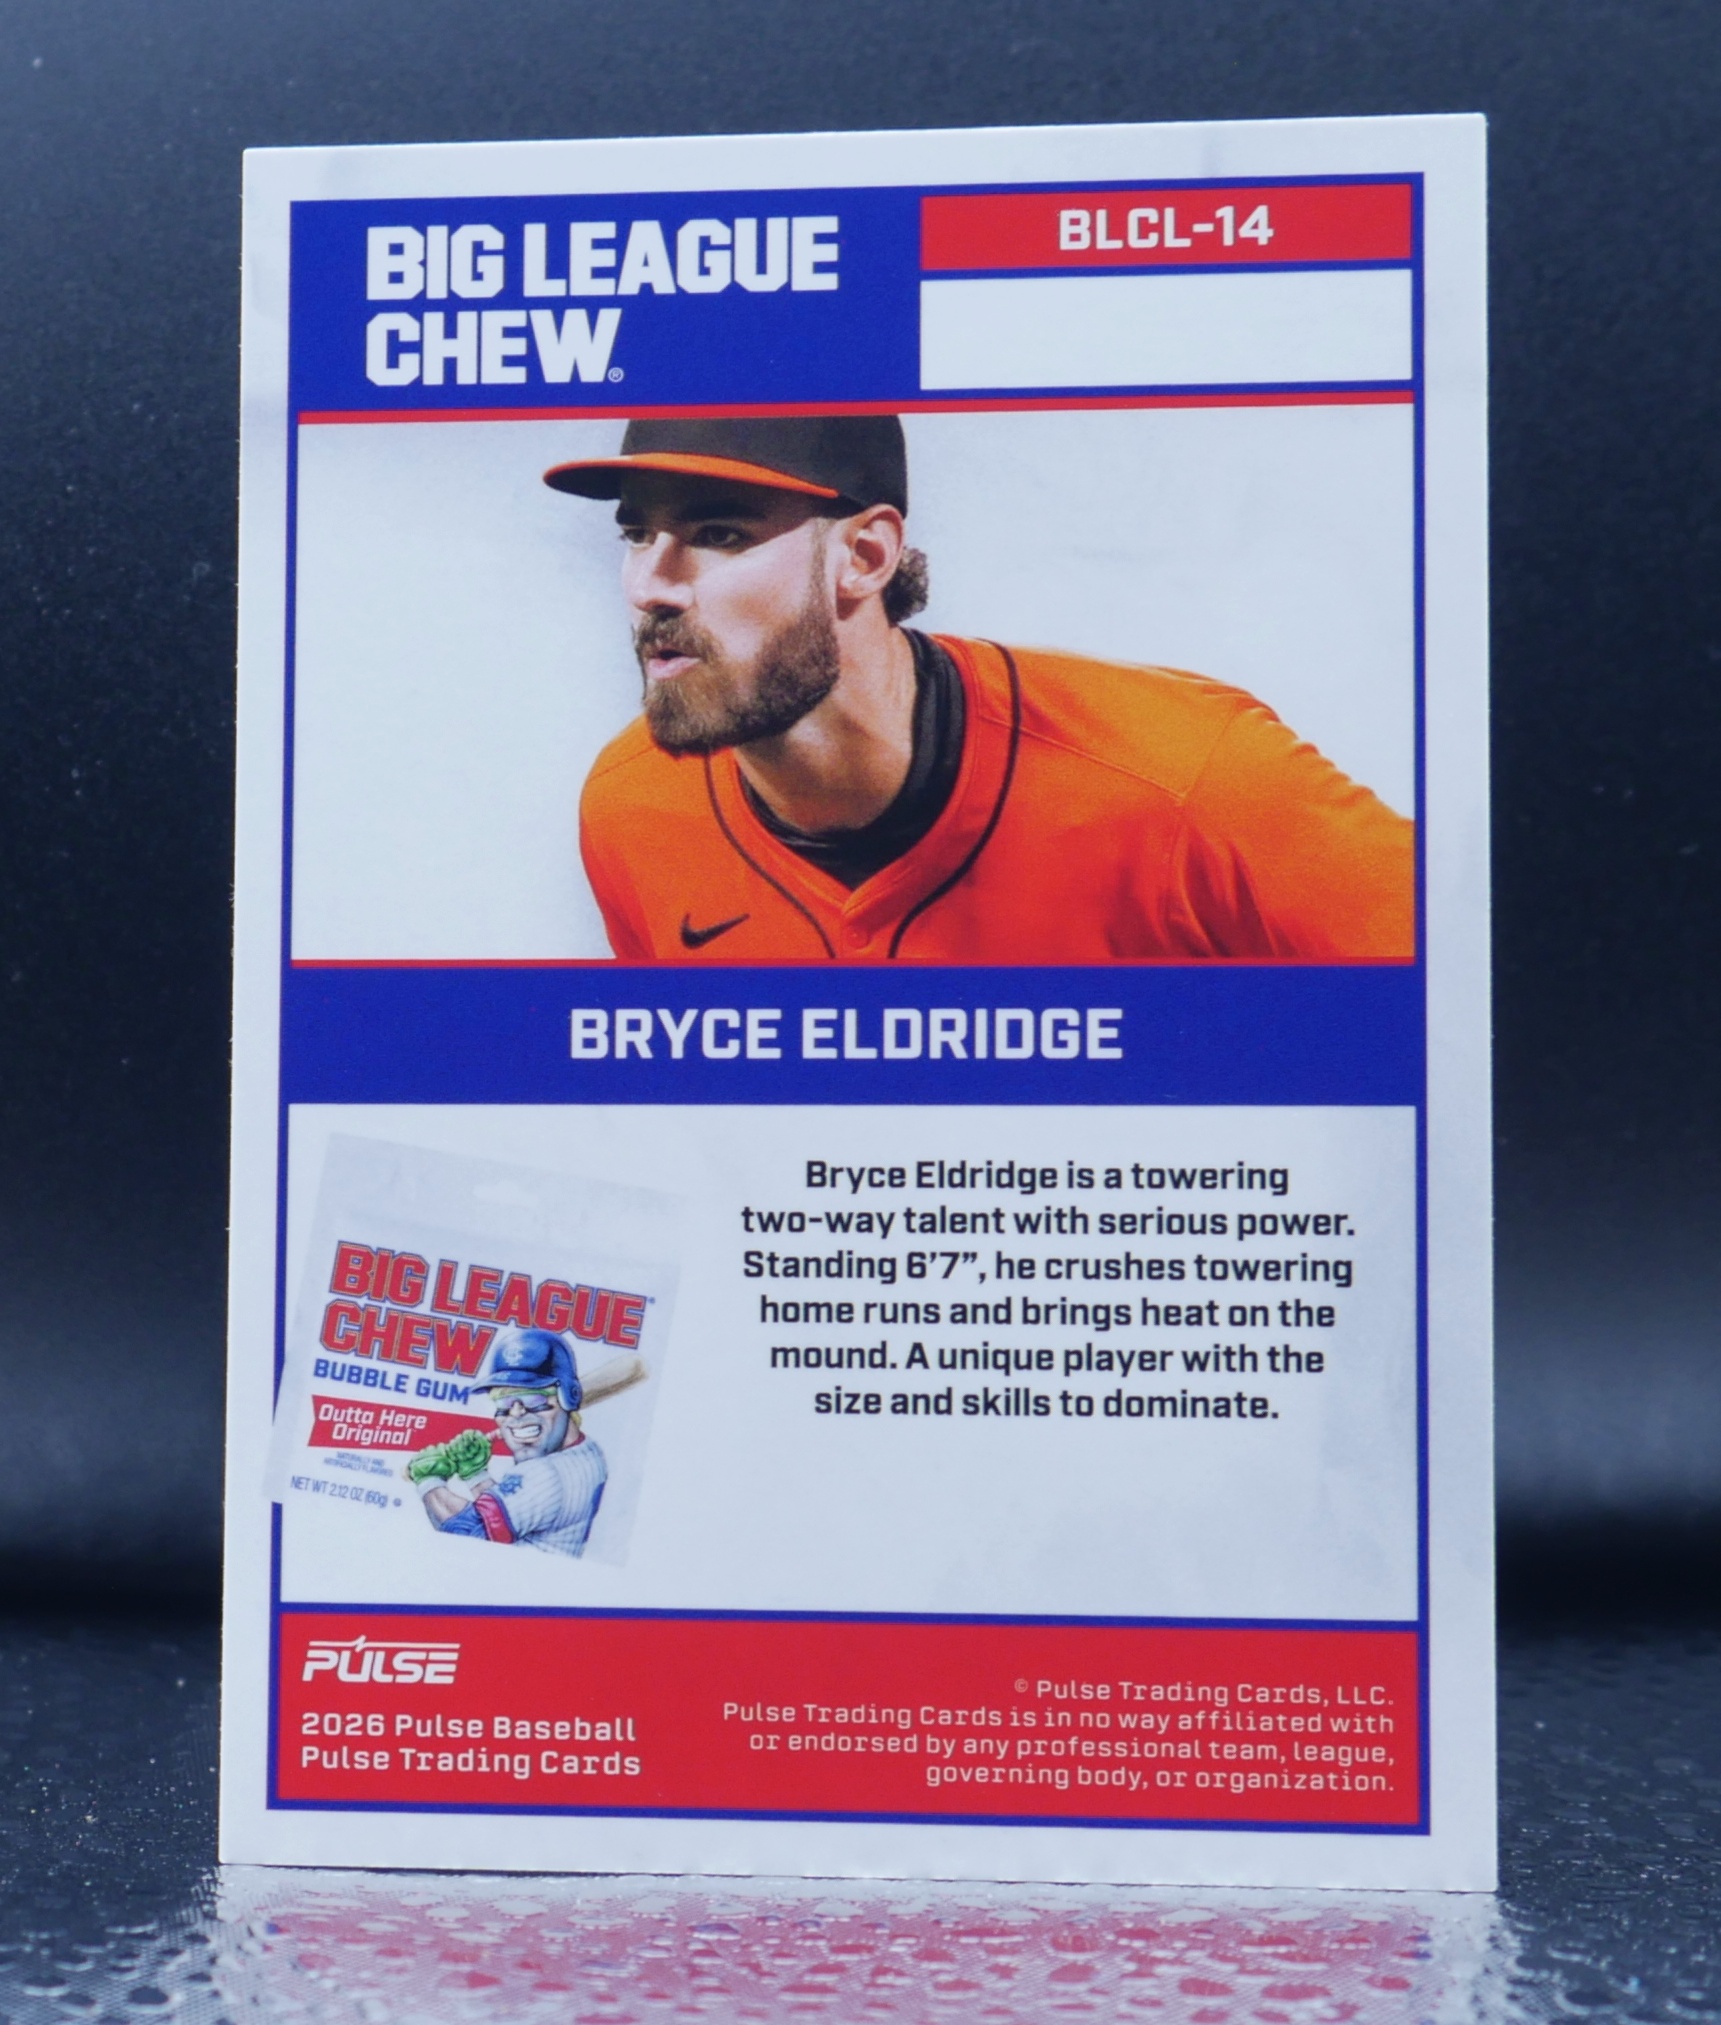 BIG LEAGUE
CHEW®
BLCL-14
BRYCE ELDRIDGE
Bryce Eldridge is a towering
two-way talent with serious power.
Standing 6'7”, he crushes towering
home runs and brings heat on the
mound. A unique player with the
size and skills to dominate.
BIG LEAGUE
CHEW
BUBBLE GUM
Outta Here
Original
NATURALLY AND
ARTIFICIALLY FLAVORED
NET WT 2.12 OZ (60g)
PULSE
2026 Pulse Baseball
Pulse Trading Cards
© Pulse Trading Cards, LLC.
Pulse Trading Cards is in no way affiliated with
or endorsed by any professional team, league,
governing body, or organization.